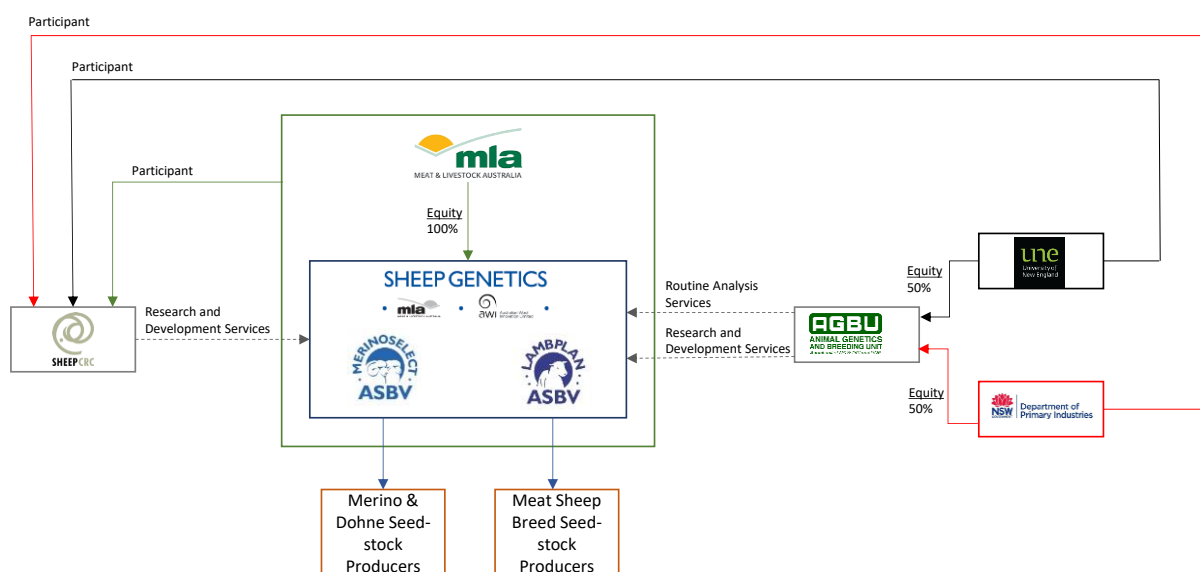 Participant
Participant
Participant
mla
MEAT & LIVESTOCK AUSTRALIA
Equity
100%
SHEEP GENETICS
mla
awi
MERINOSELECT
ASBV
LAMBPLAN
ASBV
Research and
Development Services
SHEEPCRC
Routine Analysis
Services
Research and
Development Services
AGBU
ANIMAL GENETICS
AND BREEDING UNIT
Equity
50%
une
University of
New England
Equity
50%
NSW
Department of
Primary Industries
Merino &
Dohne Seed-
stock
Producers
Meat Sheep
Breed Seed-
stock
Producers